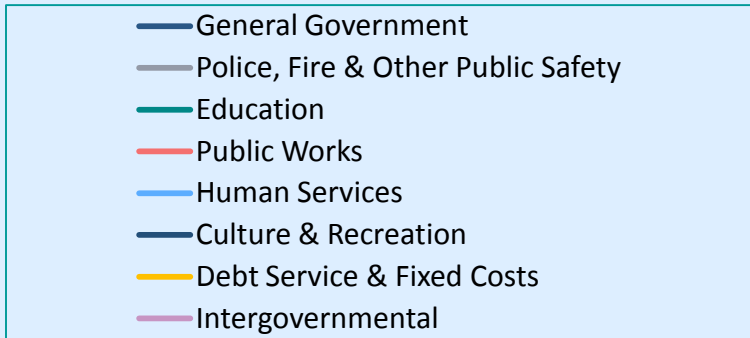 General Government
Police, Fire & Other Public Safety
Education
Public Works
Human Services
Culture & Recreation
Debt Service & Fixed Costs
Intergovernmental